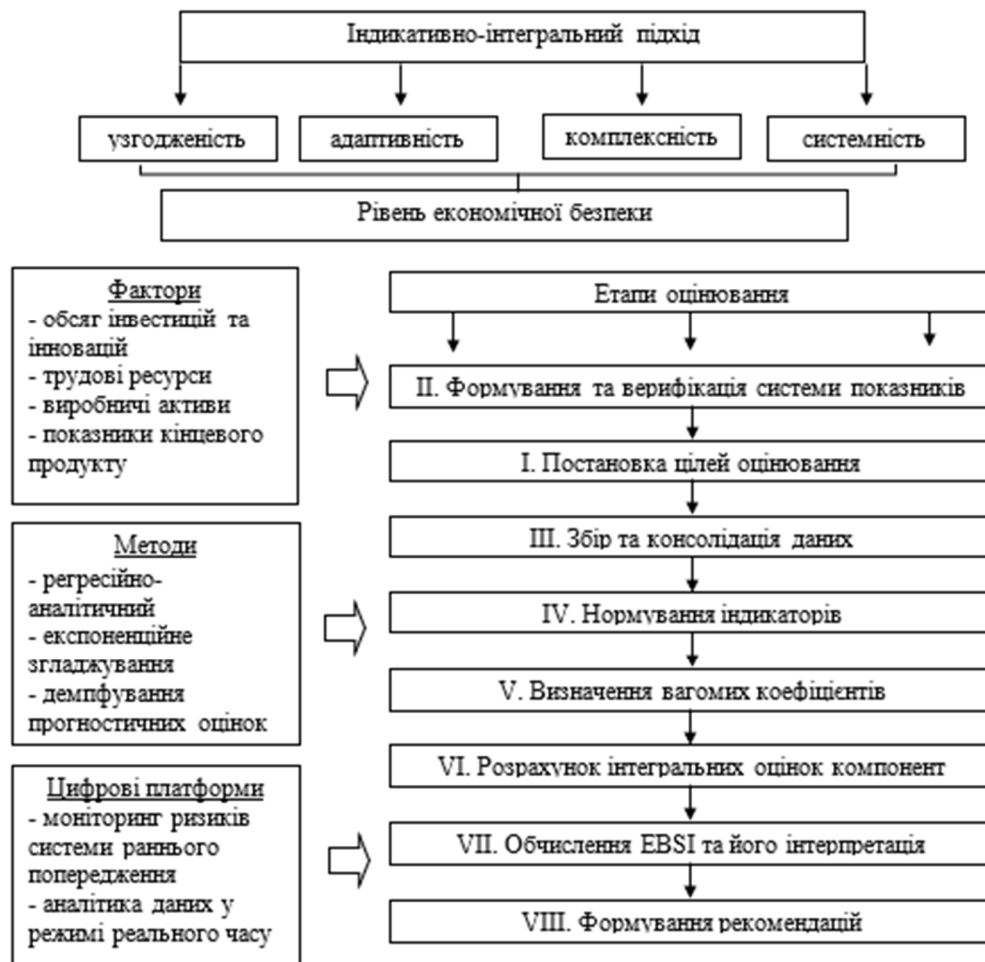 Індикативно-інтегральний підхід
узгодженість
адаптивність
комплексність
системність
Рівень економічної безпеки
Фактори
- обсяг інвестицій та
інновацій
- трудові ресурси
- виробничі активи
- показники кінцевого
продукту
Методи
- регресійно-
аналітичний
- експоненційне
згладжування
- демпфування
прогностичних оцінок
Цифрові платформи
- моніторинг ризиків
системи раннього
попередження
- аналітика даних у
режимі реального часу
Етапи оцінювання
II. Формування та верифікація системи показників
I. Постановка цілей оцінювання
III. Збір та консолідація даних
IV. Нормування індикаторів
V. Визначення вагомих коефіцієнтів
VI. Розрахунок інтегральних оцінок компонент
VII. Обчислення EBSI та його інтерпретація
VIII. Формування рекомендацій